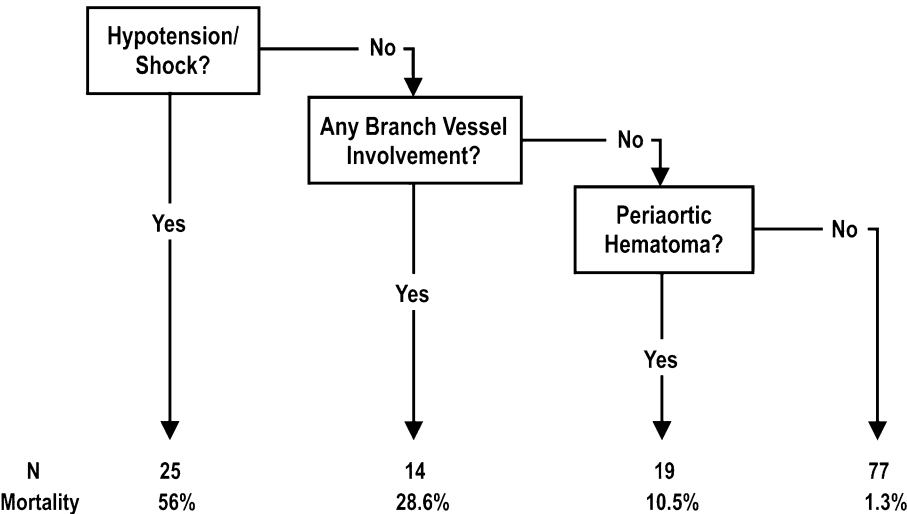 Hypotension/
Shock?
No
Any Branch Vessel
Involvement?
No
Periaortic
Hematoma?
No
Yes
Yes
Yes
N 25 14 19 77
Mortality 56% 28.6% 10.5% 1.3%